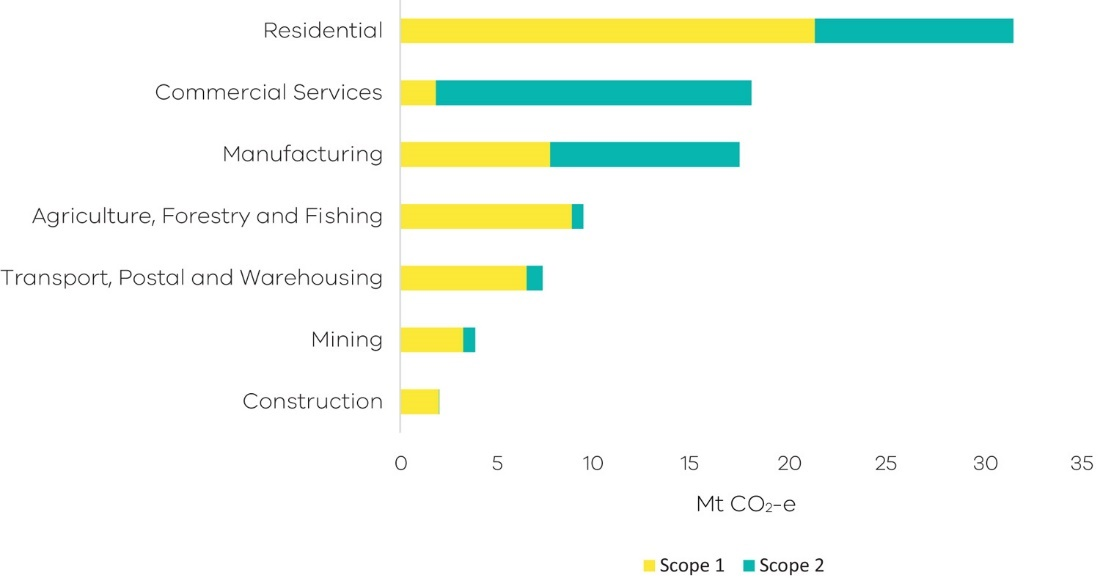 Residential
Commercial Services
Manufacturing
Agriculture, Forestry and Fishing
Transport, Postal and Warehousing
Mining
Construction
0 5 10 15 20 25 30 35
Mt CO₂-e
Scope 1 Scope 2